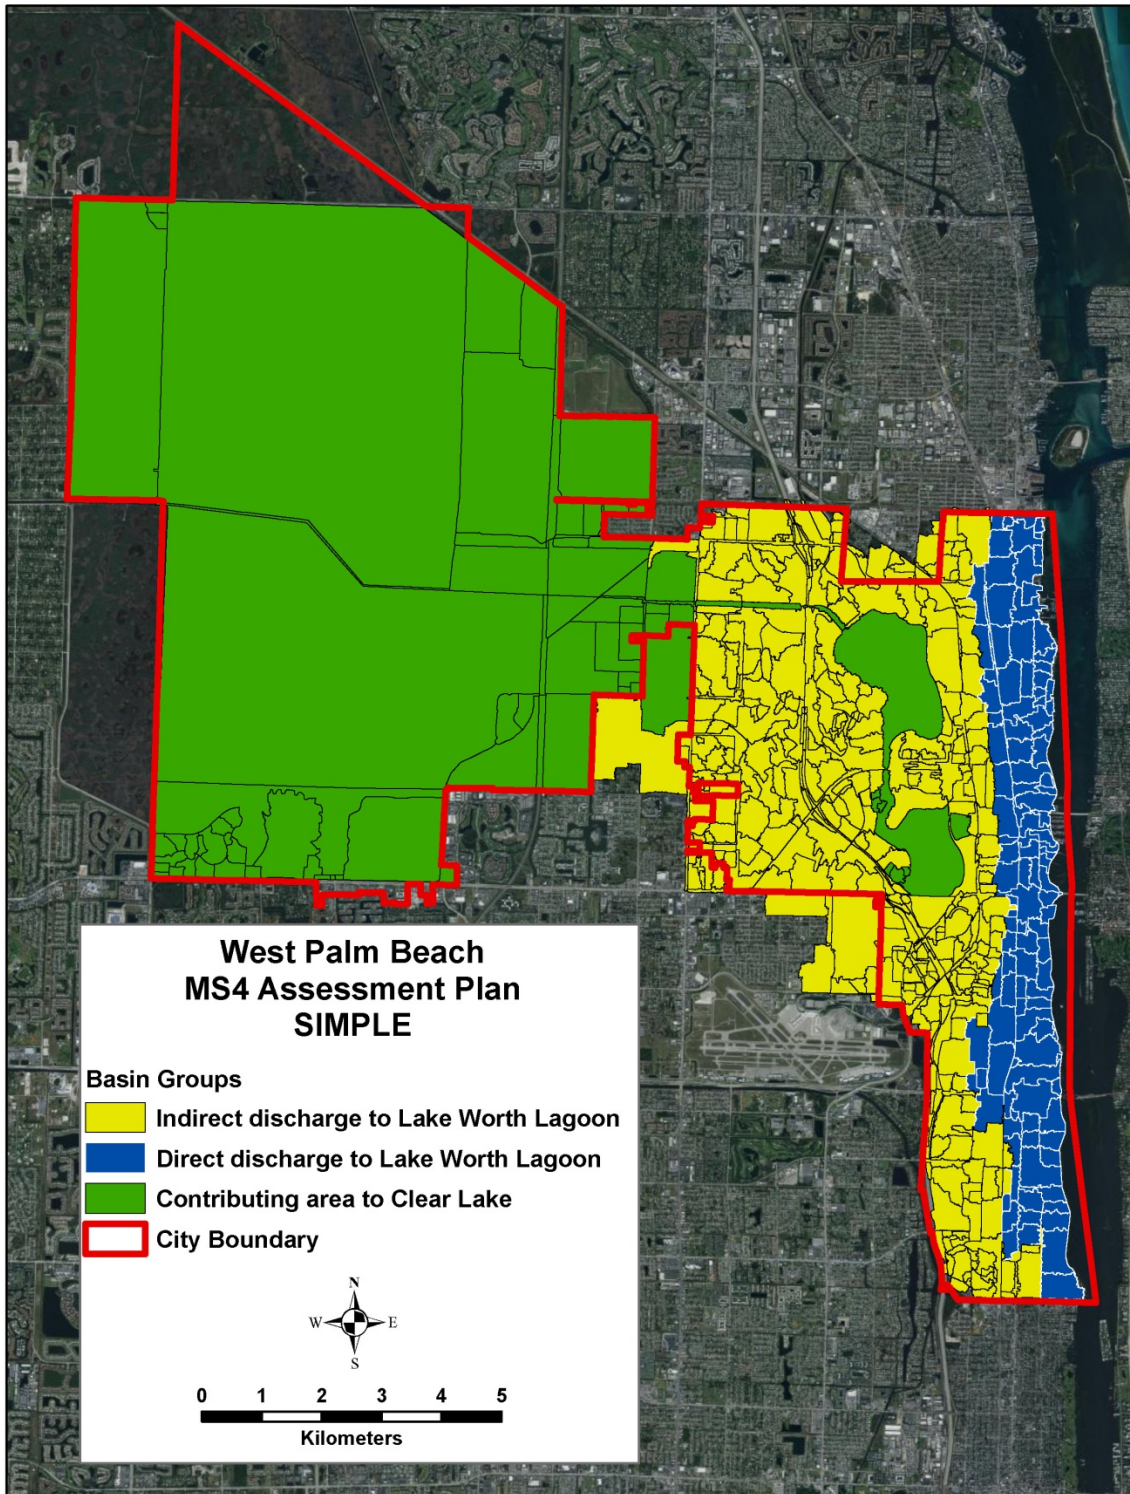 West Palm Beach
MS4 Assessment Plan
SIMPLE
Basin Groups
Indirect discharge to Lake Worth Lagoon
Direct discharge to Lake Worth Lagoon
Contributing area to Clear Lake
City Boundary
N
W E
S
0 1 2 3 4 5
Kilometers